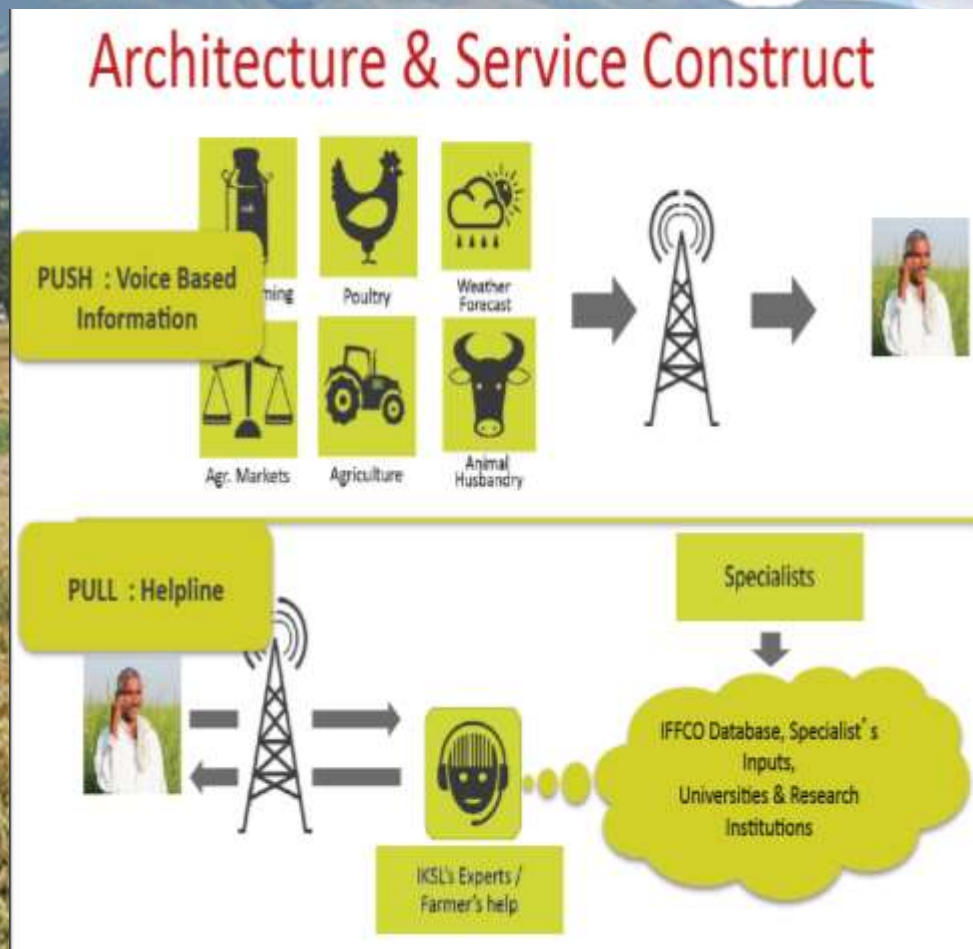 Architecture & Service Construct
PUSH : Voice Based
Information
ming
Poultry
Weather
Forecast
Agr. Markets
Agriculture
Animal
Husbandry
PULL : Helpline
Specialists
IFFCO Database, Specialist's
Inputs,
Universities & Research
Institutions
IKSL's Experts /
Farmer's help